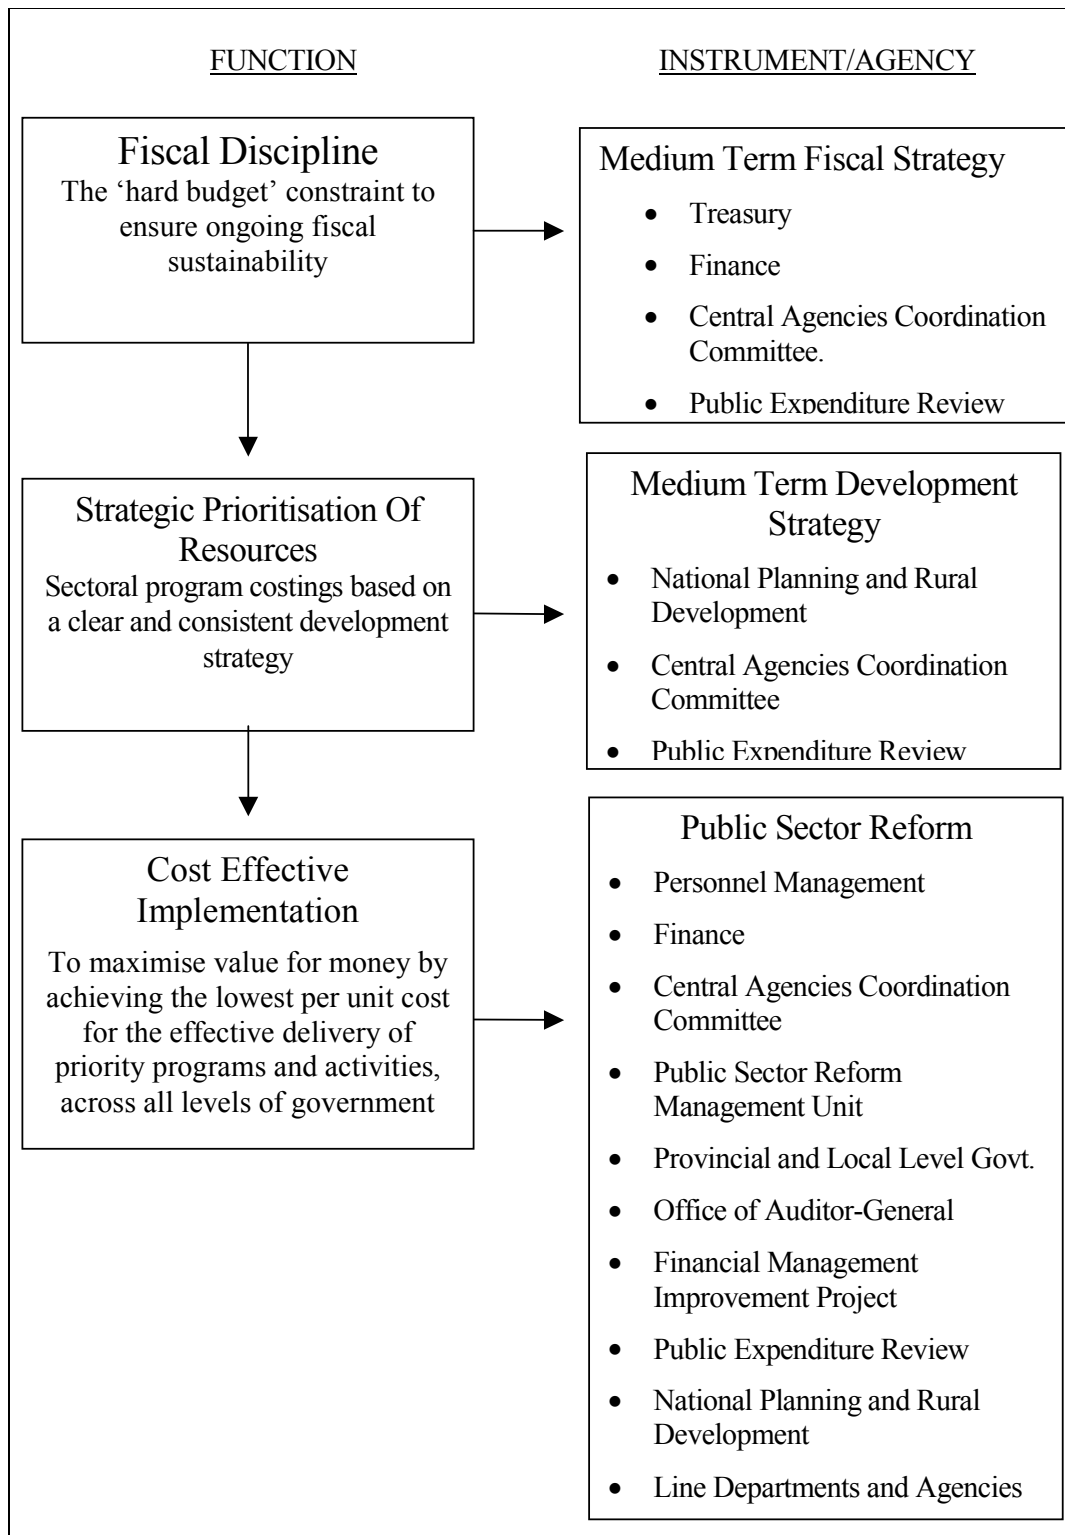 FUNCTION
INSTRUMENT/AGENCY
Fiscal Discipline
The ‘hard budget’ constraint to
ensure ongoing fiscal
sustainability
Medium Term Fiscal Strategy
• Treasury
• Finance
• Central Agencies Coordination
Committee.
• Public Expenditure Review
Strategic Prioritisation Of
Resources
Sectoral program costings based on
a clear and consistent development
strategy
Medium Term Development
Strategy
• National Planning and Rural
Development
• Central Agencies Coordination
Committee
• Public Expenditure Review
Cost Effective
Implementation
To maximise value for money by
achieving the lowest per unit cost
for the effective delivery of
priority programs and activities,
across all levels of government
Public Sector Reform
• Personnel Management
• Finance
• Central Agencies Coordination
Committee
• Public Sector Reform
Management Unit
• Provincial and Local Level Govt.
• Office of Auditor-General
• Financial Management
Improvement Project
• Public Expenditure Review
• National Planning and Rural
Development
• Line Departments and Agencies